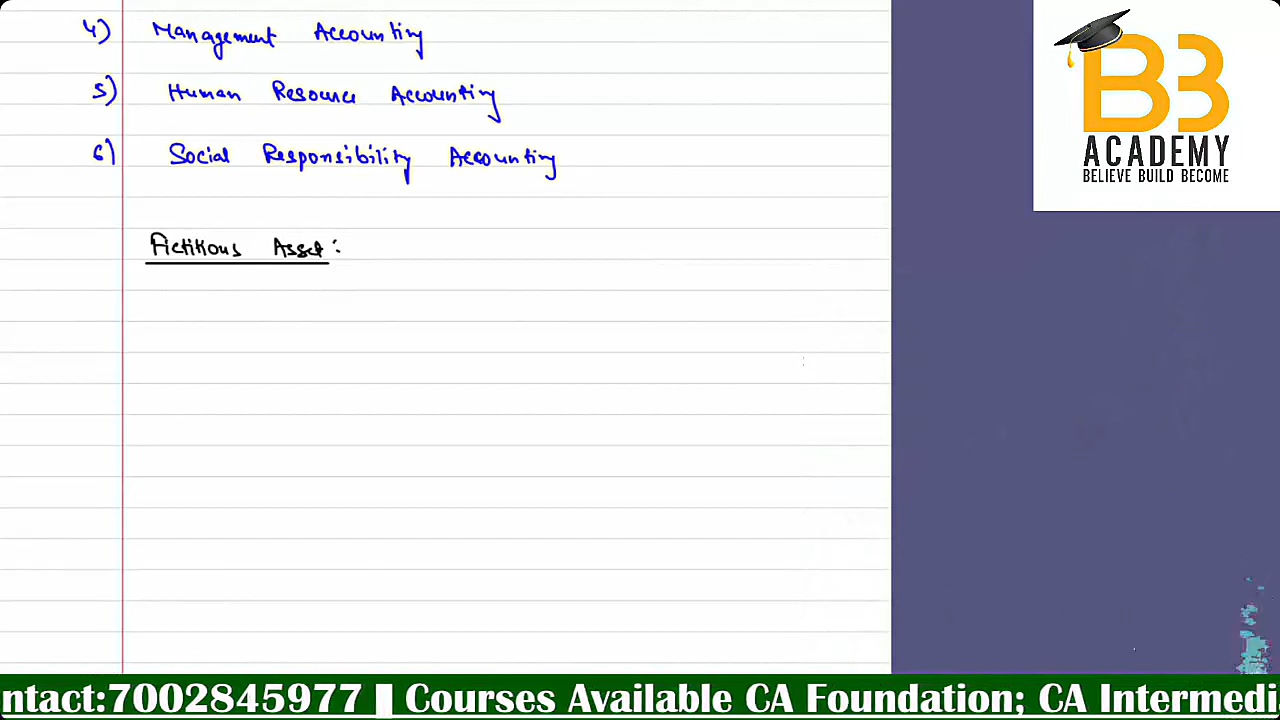 4) Management Accounting
5) Human Resource Accounting
6) Social Responsibility Accounting
Fictitious Asset:
B3
ACADEMY
BELIEVE BUILD BECOME
ntact:7002845977 || Courses Available CA Foundation; CA Intermedi